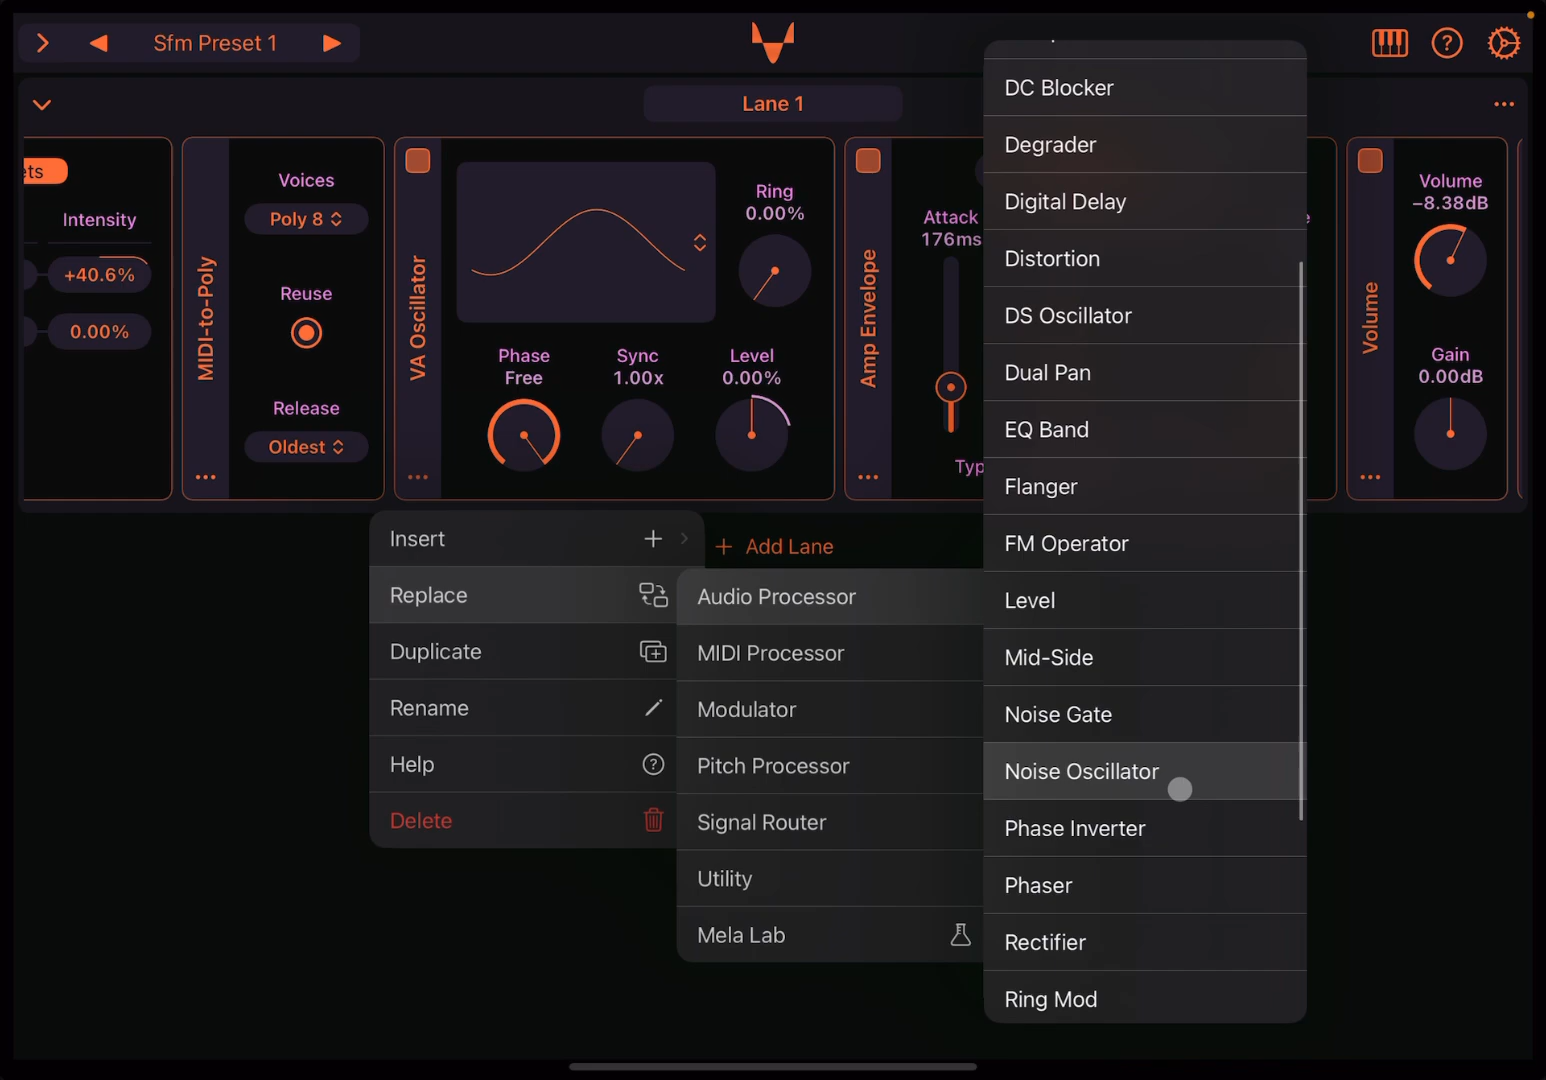 Sfm Preset 1
Lane 1
ets
Intensity
+40.6%
0.00%
MIDI-to-Poly
Voices
Poly 8
Reuse
Release
Oldest
VA Oscillator
Ring
0.00%
Phase
Free
Sync
1.00x
Level
0.00%
Amp Envelope
Attack
176ms
Typ
e
Volume
Volume
−8.38dB
Gain
0.00dB
Add Lane
Insert
Replace
Duplicate
Rename
Help
Delete
Audio Processor
MIDI Processor
Modulator
Pitch Processor
Signal Router
Utility
Mela Lab
DC Blocker
Degrader
Digital Delay
Distortion
DS Oscillator
Dual Pan
EQ Band
Flanger
FM Operator
Level
Mid-Side
Noise Gate
Noise Oscillator
Phase Inverter
Phaser
Rectifier
Ring Mod